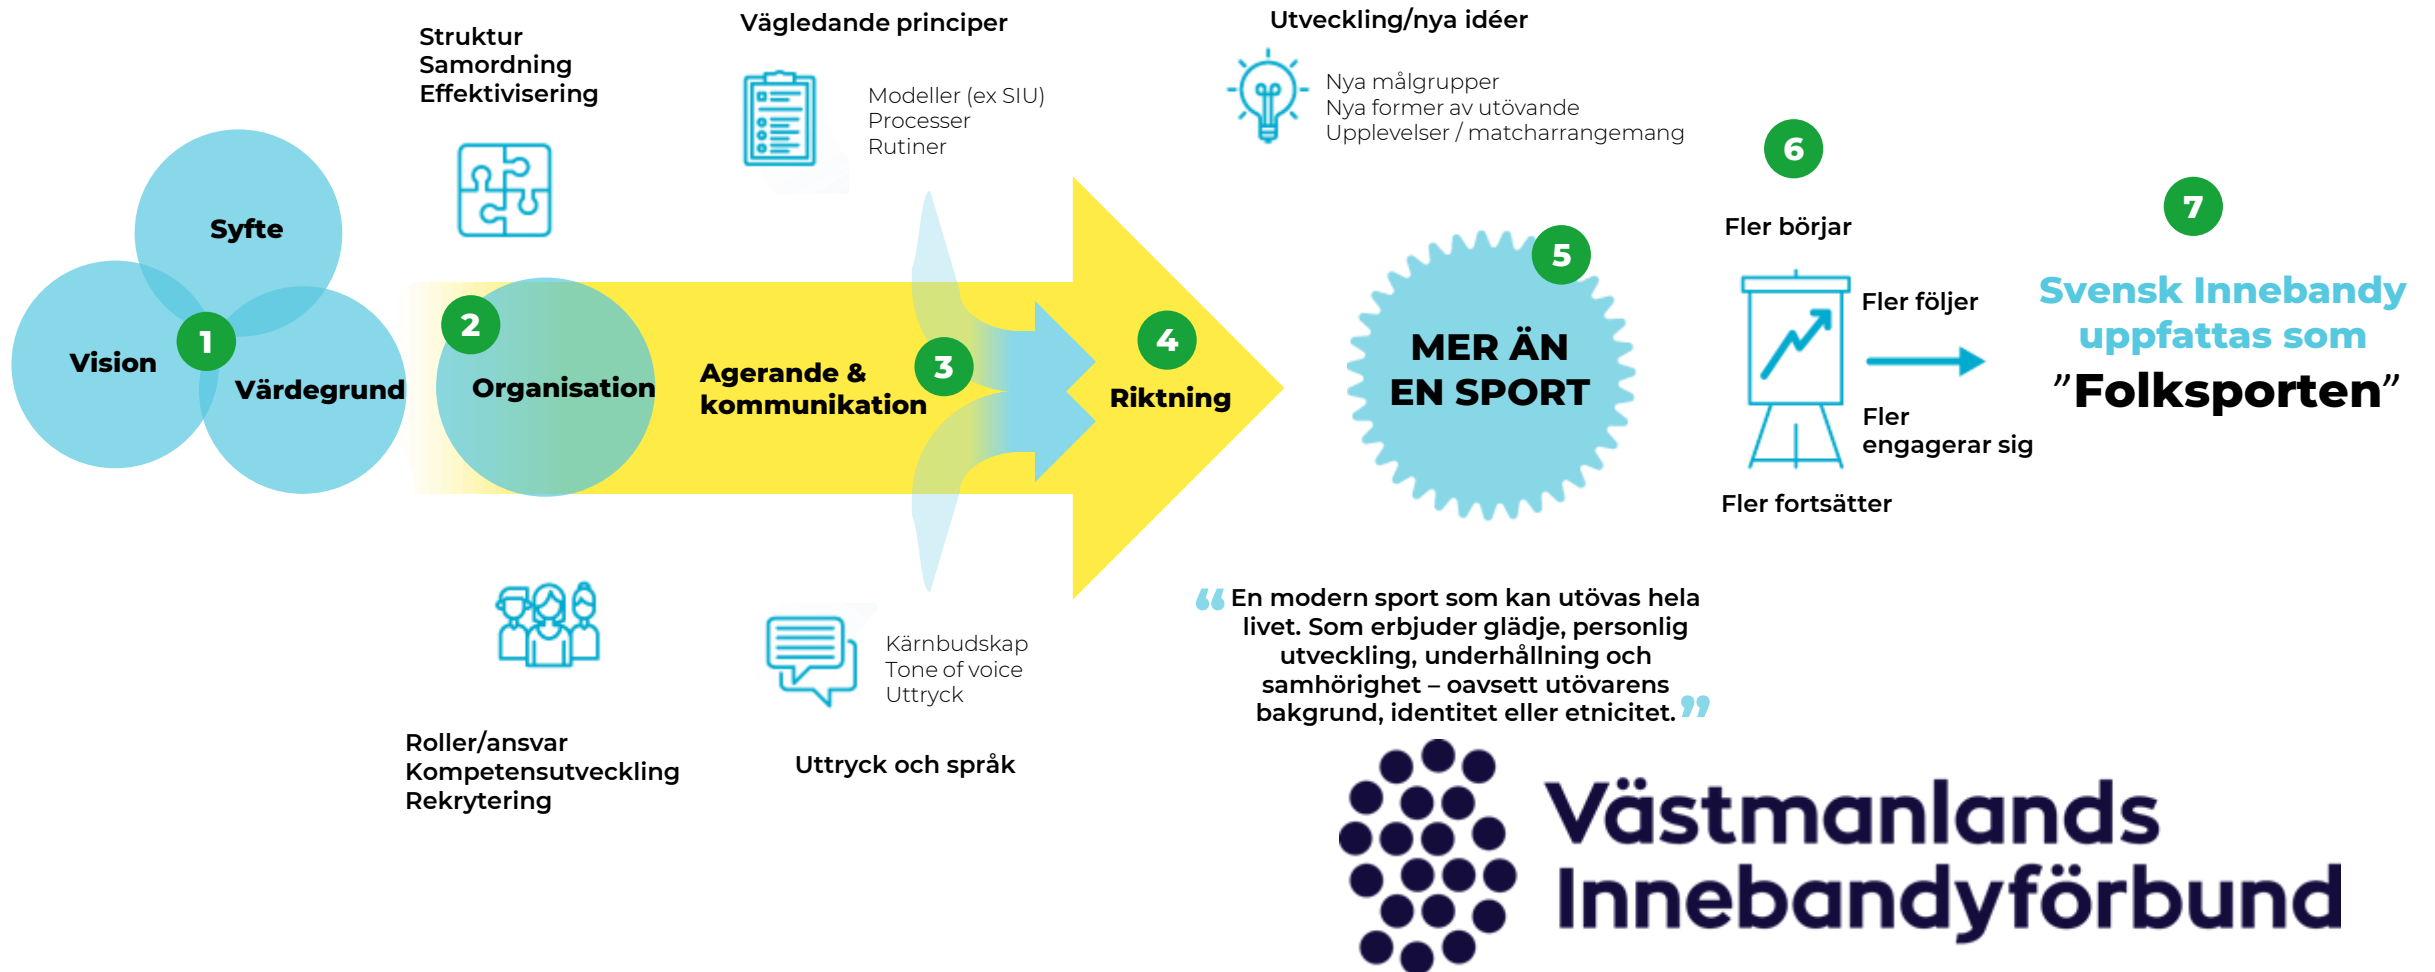 Struktur
Samordning
Effektivisering
Vägledande principer
Modeller (ex SIU)
Processer
Rutiner
Utveckling/nya idéer
Nya målgrupper
Nya former av utövande
Upplevelser / matcharrangemang
Syfte
Vision
1
Värdegrund
2
Organisation
Agerande &
kommunikation
3
4
Riktning
5
MER ÄN
EN SPORT
6
Fler börjar
Fler följer
Fler
engagerar sig
Fler fortsätter
7
Svensk Innebandy
uppfattas som
”Folksporten”
Roller/ansvar
Kompetensutveckling
Rekrytering
Kärnbudskap
Tone of voice
Uttryck
Uttryck och språk
“En modern sport som kan utövas hela
livet. Som erbjuder glädje, personlig
utveckling, underhållning och
samhörighet – oavsett utövarens
bakgrund, identitet eller etnicitet.”
Västmanlands
Innebandyförbund